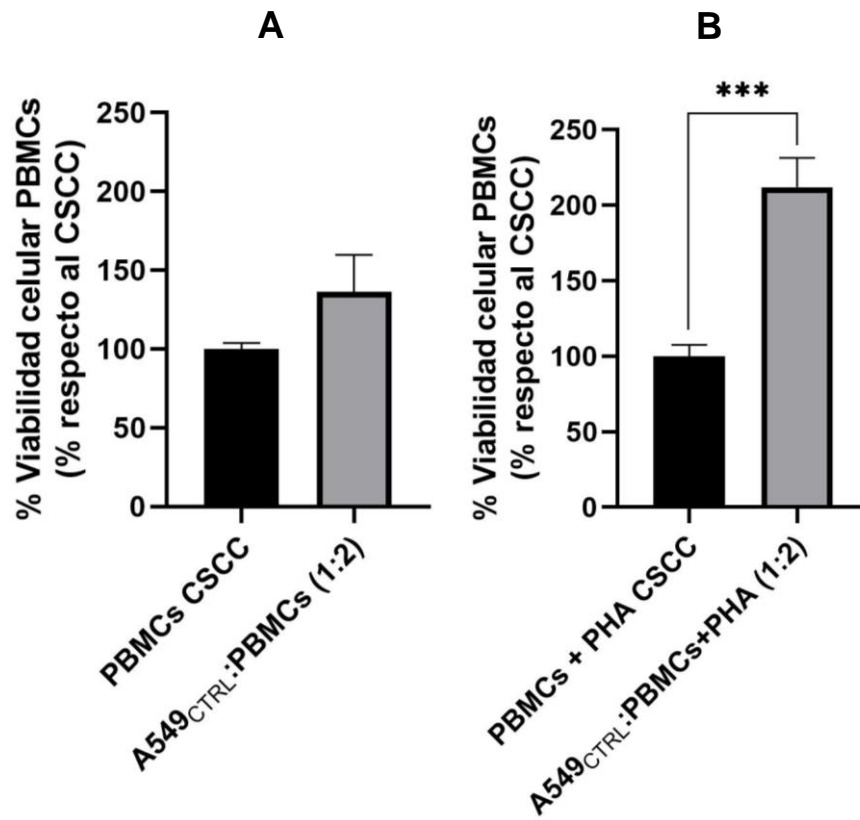 A
% Viabilidad celular PBMCs
(% respecto al CSCC)
250
200
150
100
50
0
PBMCs CSCC
A549CTRL:PBMCs (1:2)
B
***
% Viabilidad celular PBMCs
(% respecto al CSCC)
250
200
150
100
50
0
PBMCs + PHA CSCC
A549CTRL:PBMCs+PHA (1:2)